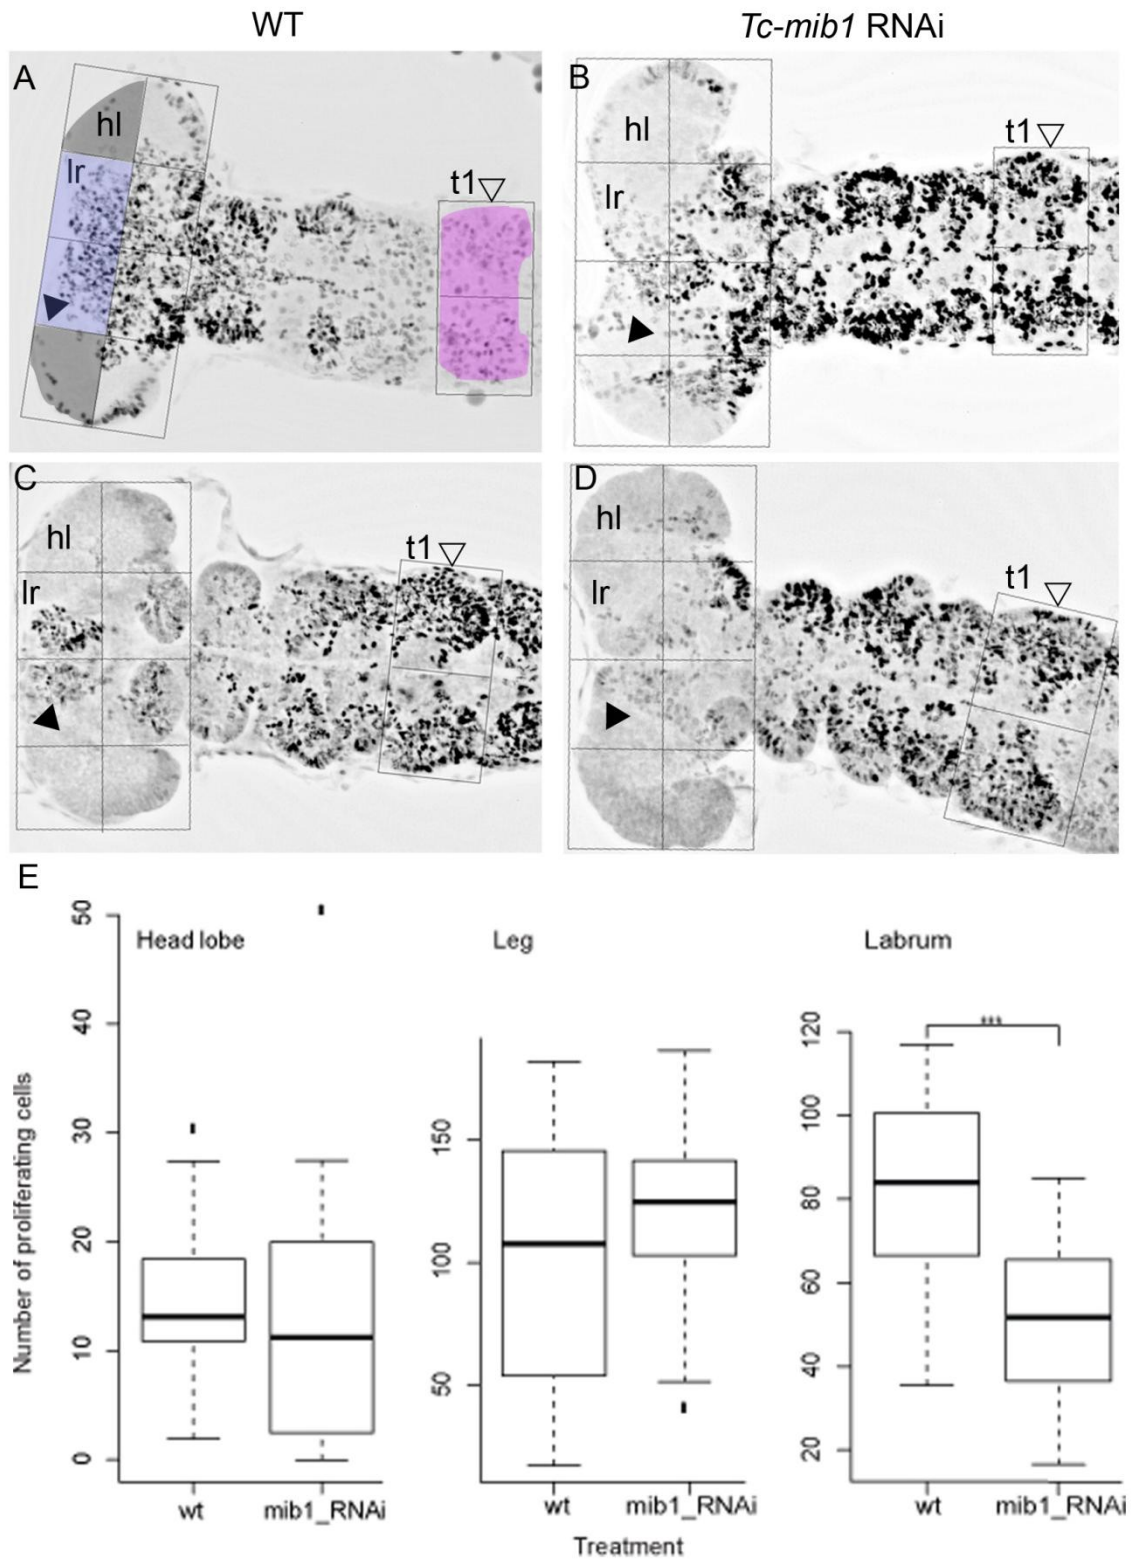 WT
Tc-mib1 RNAi
A
hl
lr
t1
B
hl
lr
t1
C
hl
lr
t1
D
hl
lr
t1
E
Number of proliferating cells
Head lobe
50
40
30
20
10
0
wt
mib1_RNAi
Leg
150
100
50
wt
mib1_RNAi
Labrum
120
100
80
60
40
20
wt
mib1_RNAi
Treatment